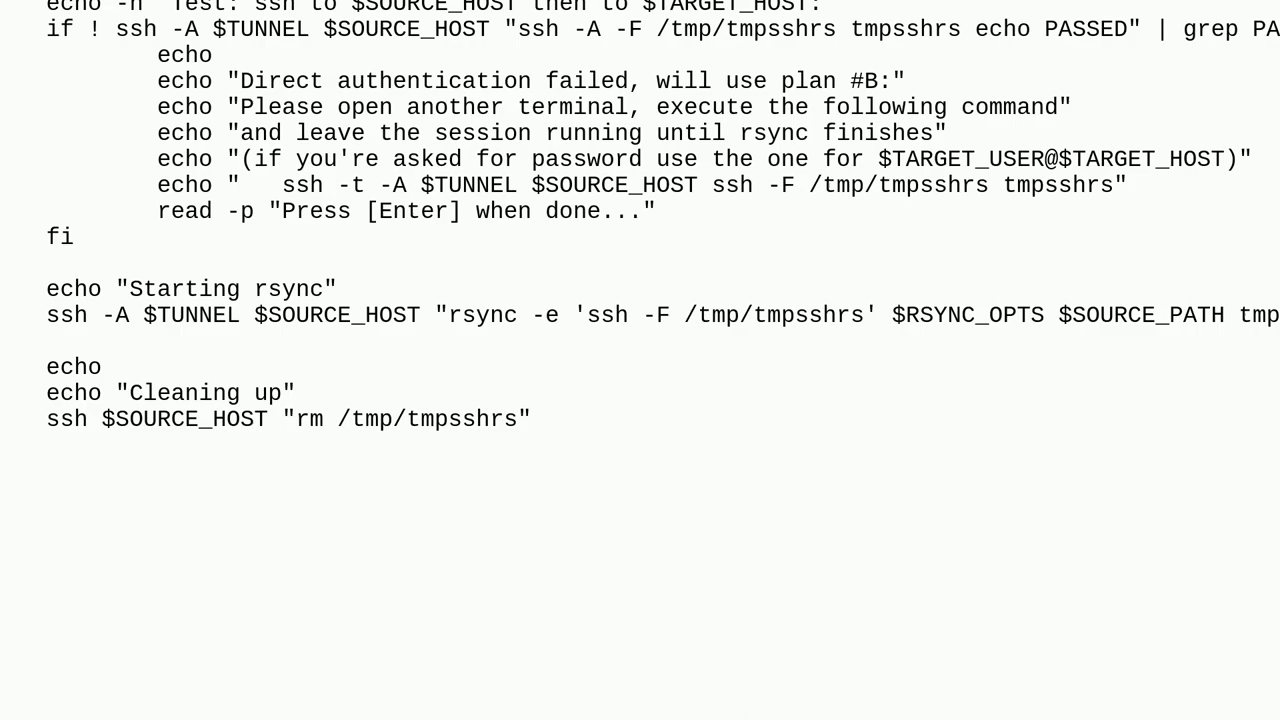 echo -n "Test: ssh to $SOURCE_HOST then to $TARGET_HOST:
if ! ssh -A $TUNNEL $SOURCE_HOST "ssh -A -F /tmp/tmpsshrs tmpsshrs echo PASSED" | grep PA
echo
echo "Direct authentication failed, will use plan #B:"
echo "Please open another terminal, execute the following command"
echo "and leave the session running until rsync finishes"
echo "(if you're asked for password use the one for $TARGET_USER@$TARGET_HOST)"
echo "   ssh -t -A $TUNNEL $SOURCE_HOST ssh -F /tmp/tmpsshrs tmpsshrs"
read -p "Press [Enter] when done..."
fi
echo "Starting rsync"
ssh -A $TUNNEL $SOURCE_HOST "rsync -e 'ssh -F /tmp/tmpsshrs' $RSYNC_OPTS $SOURCE_PATH tmp
echo
echo "Cleaning up"
ssh $SOURCE_HOST "rm /tmp/tmpsshrs"